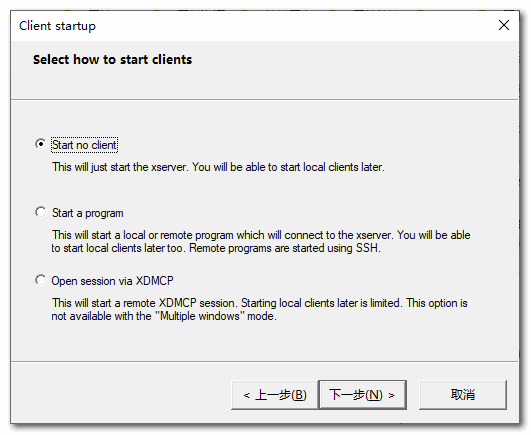 Client startup
Select how to start clients
Start no client
This will just start the xserver. You will be able to start local clients later.
Start a program
This will start a local or remote program which will connect to the xserver. You will be able
to start local clients later too. Remote programs are started using SSH.
Open session via XDMCP
This will start a remote XDMCP session. Starting local clients later is limited. This option is
not available with the "Multiple windows" mode.
< 上一步(B) 下一步(N) > 取消